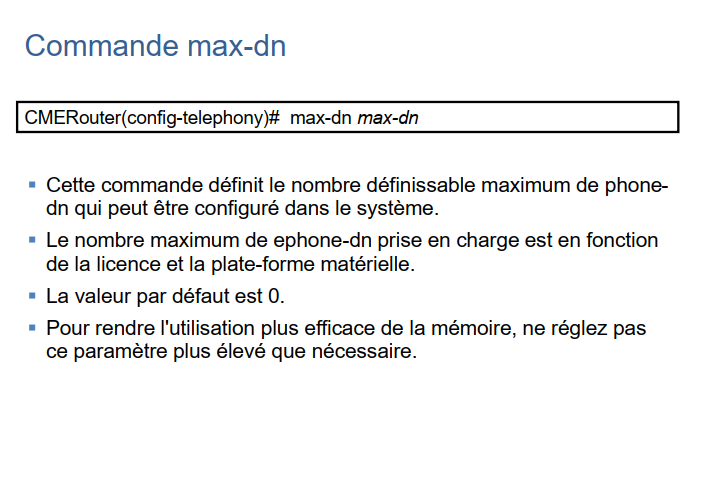 Commande max-dn
CMERouter(config-telephony)# max-dn max-dn
Cette commande définit le nombre définissable maximum de phone-
dn qui peut être configuré dans le système.
Le nombre maximum de ephone-dn prise en charge est en fonction
de la licence et la plate-forme matérielle.
La valeur par défaut est 0.
Pour rendre l'utilisation plus efficace de la mémoire, ne réglez pas
ce paramètre plus élevé que nécessaire.